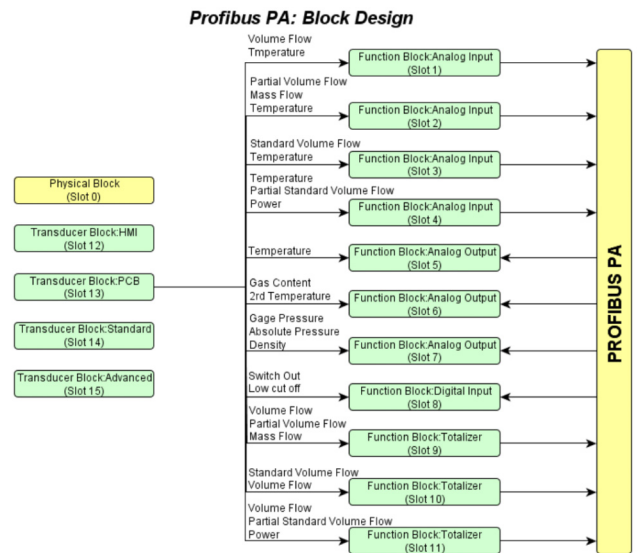 Profibus PA: Block Design
Volume Flow
Tmperature
Function Block:Analog Input
(Slot 1)
Partial Volume Flow
Mass Flow
Temperature
Function Block:Analog Input
(Slot 2)
Standard Volume Flow
Temperature
Function Block:Analog Input
(Slot 3)
Temperature
Partial Standard Volume Flow
Power
Function Block:Analog Input
(Slot 4)
Physical Block
(Slot 0)
Transducer Block:HMI
(Slot 12)
Transducer Block:PCB
(Slot 13)
Transducer Block:Standard
(Slot 14)
Transducer Block:Advanced
(Slot 15)
Temperature
Function Block:Analog Output
(Slot 5)
Gas Content
2rd Temperature
Function Block:Analog Output
(Slot 6)
Gage Pressure
Absolute Pressure
Density
Function Block:Analog Output
(Slot 7)
Switch Out
Low cut off
Function Block:Digital Input
(Slot 8)
Volume Flow
Partial Volume Flow
Mass Flow
Function Block:Totalizer
(Slot 9)
Standard Volume Flow
Volume Flow
Function Block:Totalizer
(Slot 10)
Volume Flow
Partial Standard Volume Flow
Power
Function Block:Totalizer
(Slot 11)
PROFIBUS PA